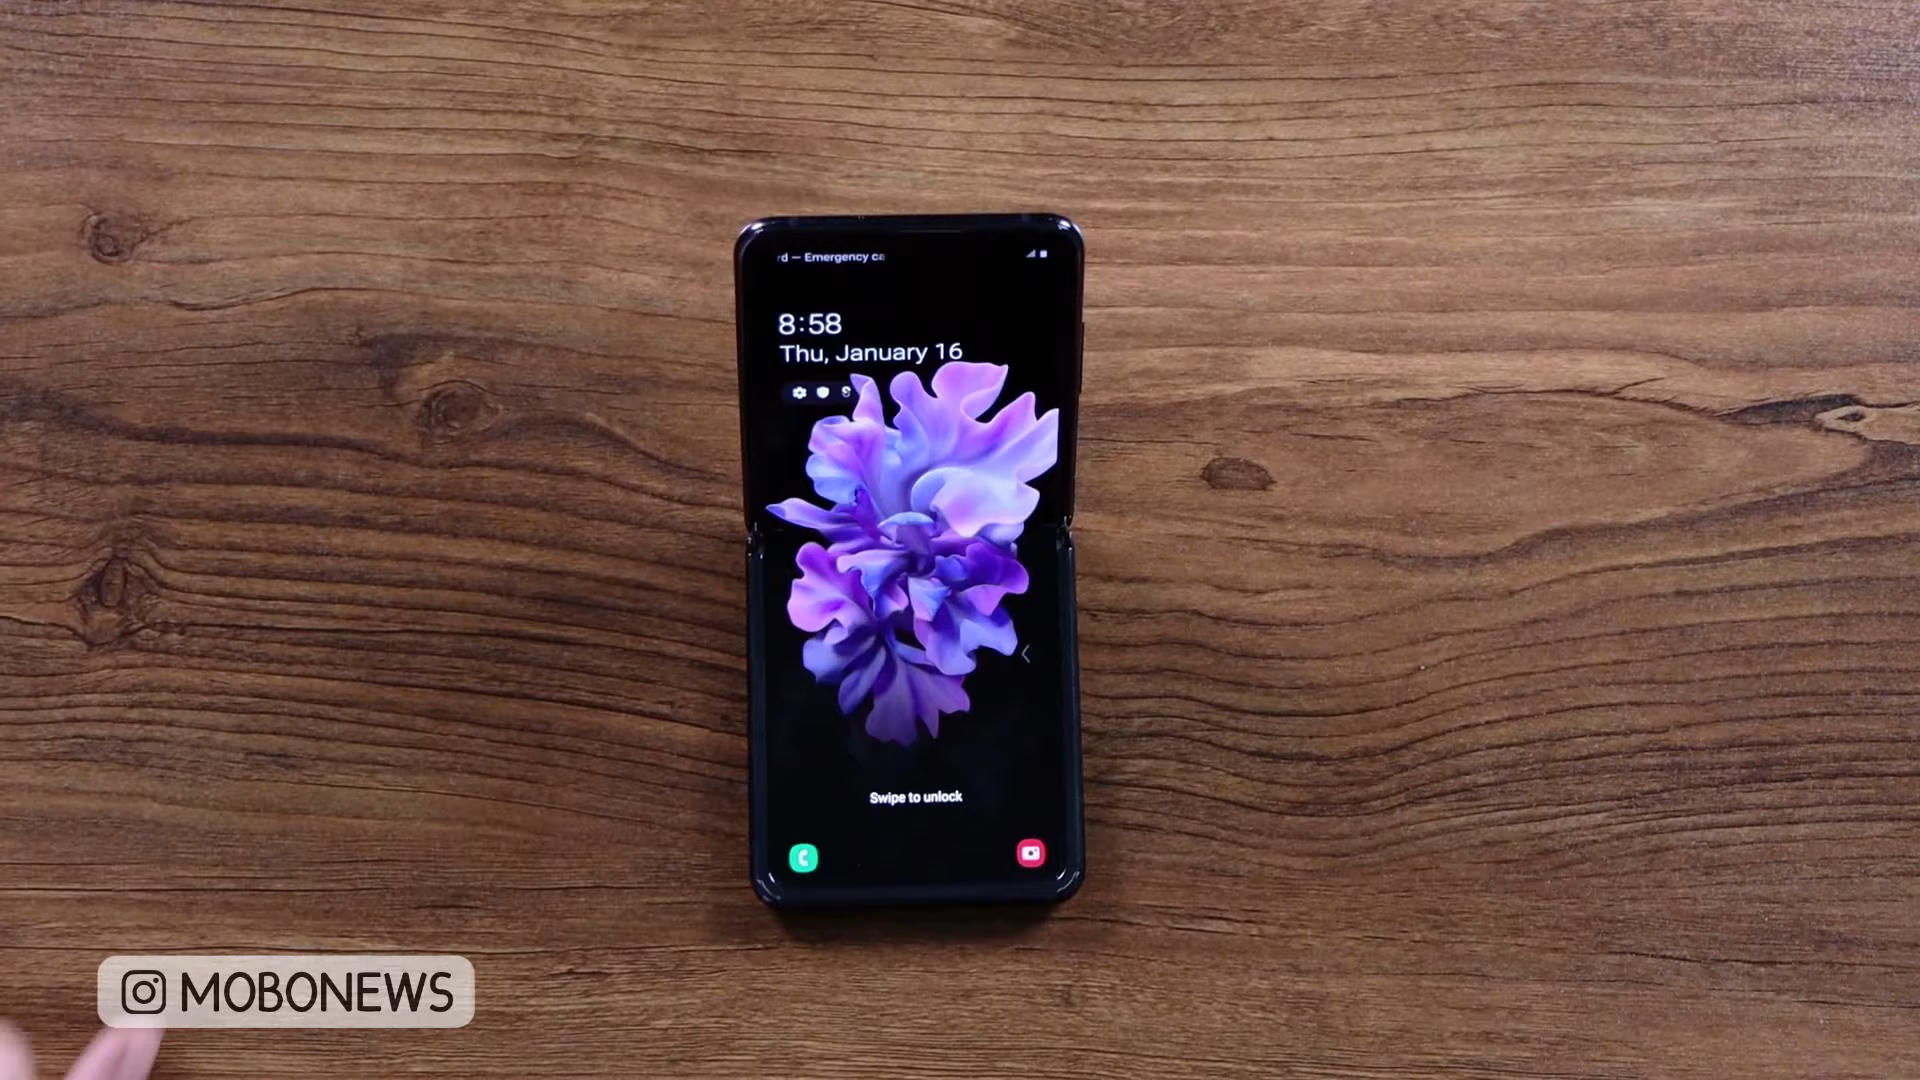 rd – Emergency ca
8:58
Thu, January 16
Swipe to unlock
MOBONEWS